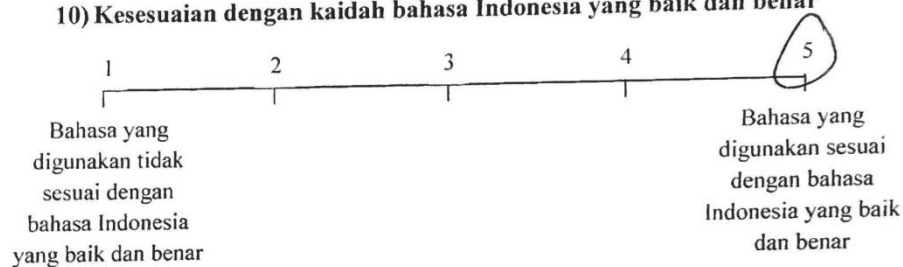 10) Kesesuaian dengan kaidah bahasa Indonesia yang baik dan benar
1 2 3 4 5
Bahasa yang
digunakan tidak
sesuai dengan
bahasa Indonesia
yang baik dan benar
Bahasa yang
digunakan sesuai
dengan bahasa
Indonesia yang baik
dan benar